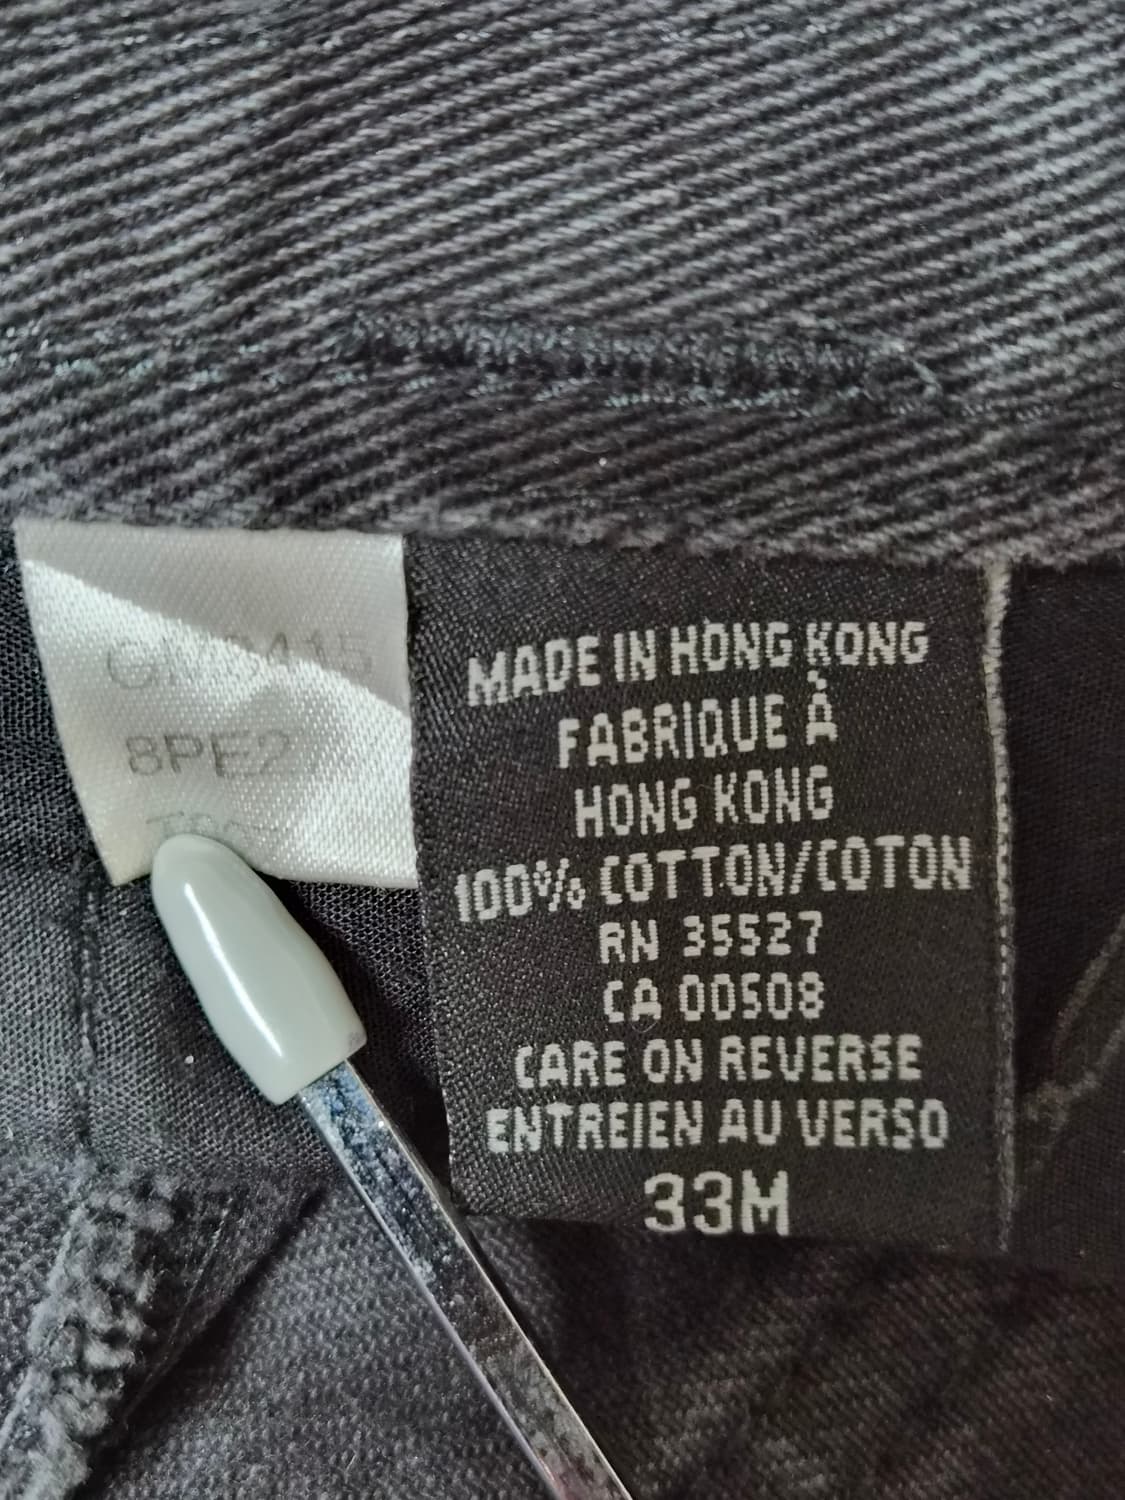 8PE2
MADE IN HONG KONG
FABRIQUE À
HONG KONG
100% COTTON/COTON
RN 35527
CA 00508
CARE ON REVERSE
ENTREIEN AU VERSO
33M